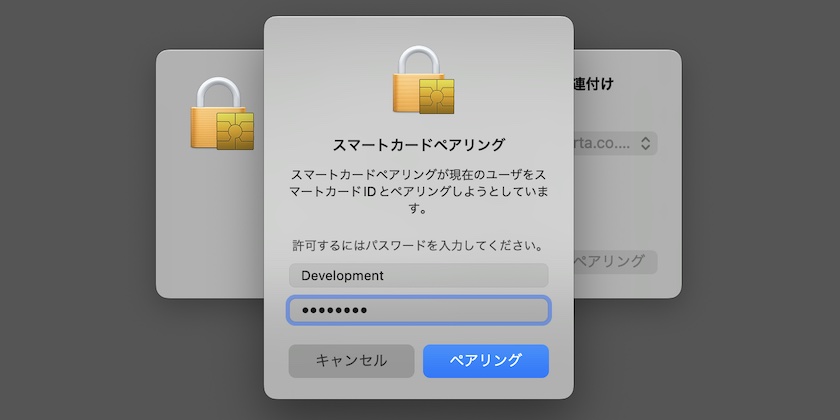 スマートカードペアリング
スマートカードペアリングが現在のユーザをス
マートカードIDとペアリングしようとしていま
す。
許可するにはパスワードを入力してください。
Development
••••••••
キャンセル
ペアリング
連付け
rta.co....
ペアリング